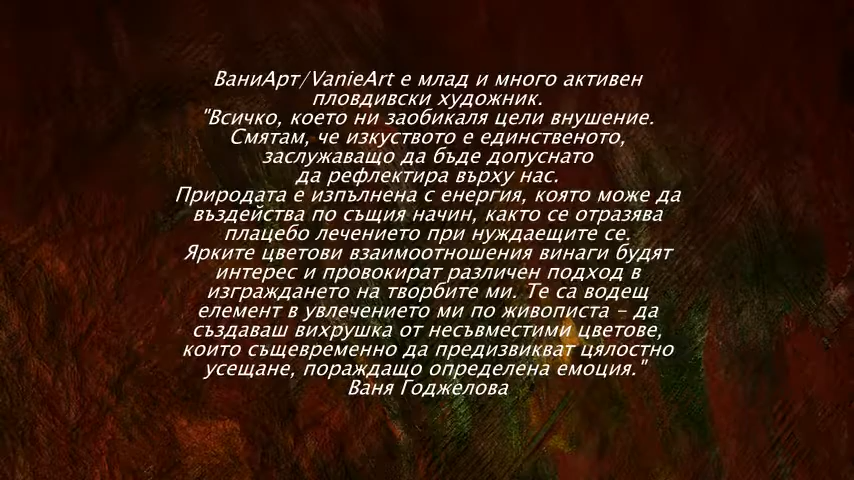 ВаниАрт/VanieArt е млад и много активен
пловдивски художник.
"Всичко, което ни заобикаля цели внушение.
Смятам, че изкуството е единственото,
заслужаващо да бъде допуснато
да рефлектира върху нас.
Природата е изпълнена с енергия, която може да
въздейства по същия начин, както се отразява
плацебо лечението при нуждаещите се.
Ярките цветови взаимоотношения винаги будят
интерес и провокират различен подход в
изграждането на творбите ми. Те са водещ
елемент в увлечението ми по живописта - да
създаваш вихрушка от несъвместими цветове,
които същевременно да предизвикват цялостно
усещане, пораждащо определена емоция."
Ваня Годжелова